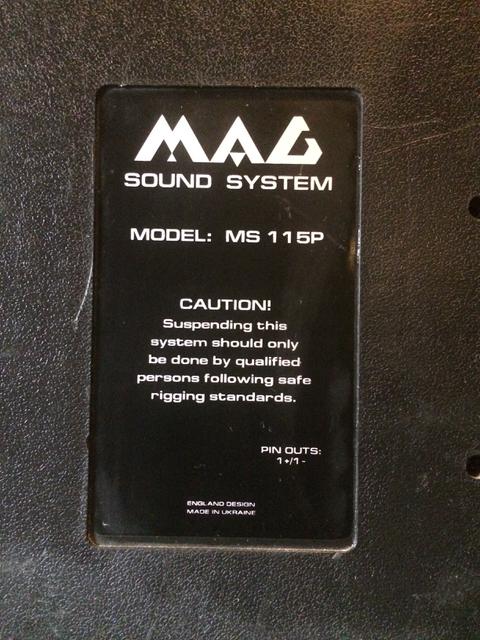 MAG
SOUND SYSTEM
MODEL: MS 115P
CAUTION!
Suspending this
system should only
be done by qualified
persons following safe
rigging standards.
PIN OUTS:
1+/1-
ENGLAND DESIGN
MADE IN UKRAINE